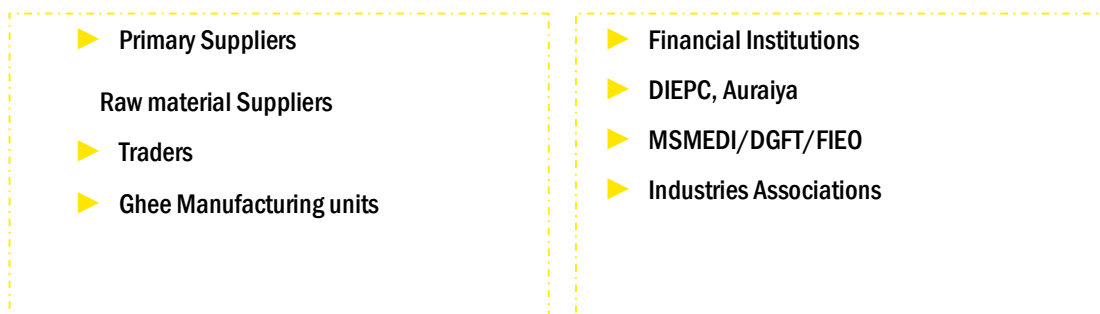 Primary Suppliers
Raw material Suppliers
Traders
Ghee Manufacturing units
Financial Institutions
DIEPC, Auraiya
MSMEDI/DGFT/FIEO
Industries Associations